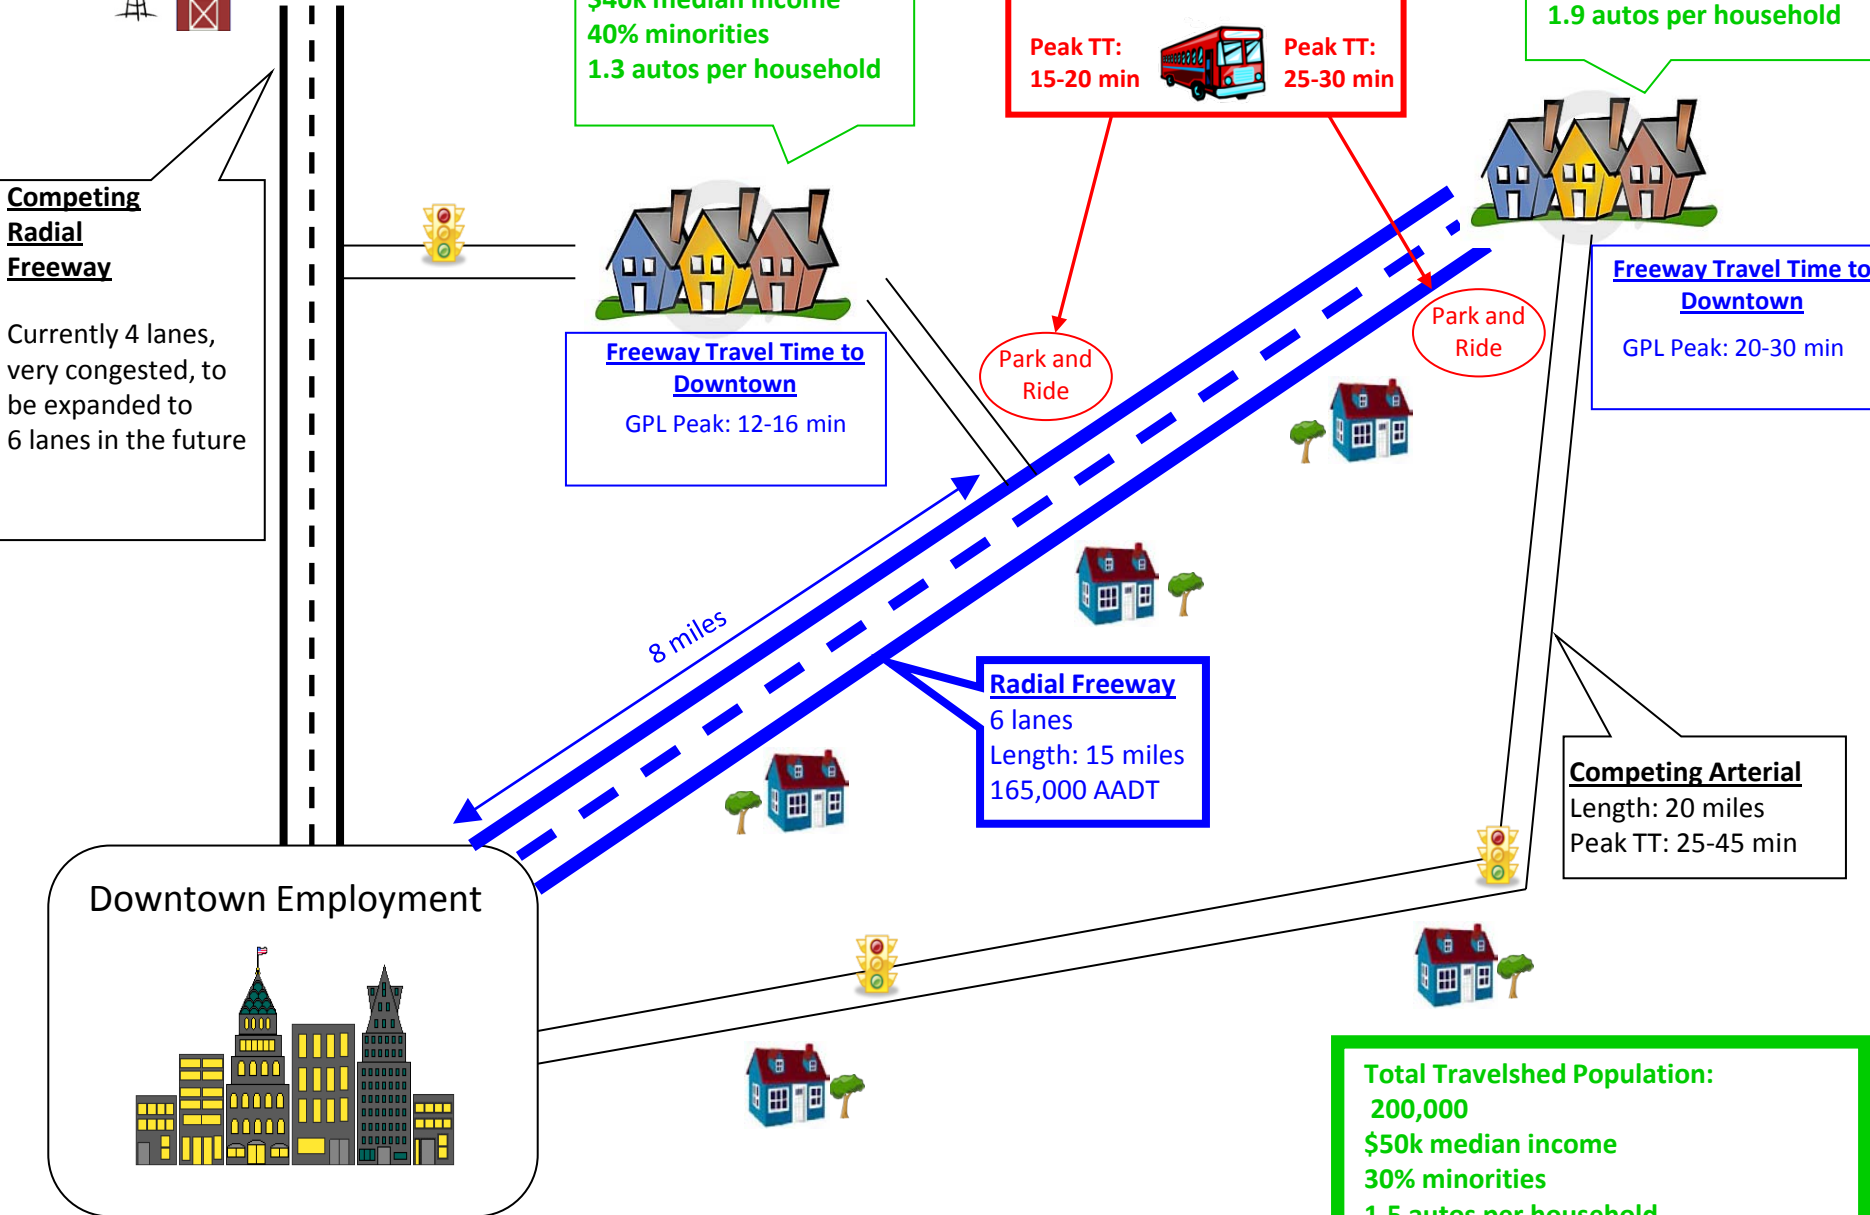 $40k median income
40% minorities
1.3 autos per household
Peak TT:
15-20 min
Peak TT:
25-30 min
1.9 autos per household
Competing
Radial
Freeway
Currently 4 lanes,
very congested, to
be expanded to
6 lanes in the future
Freeway Travel Time to
Downtown
GPL Peak: 12-16 min
Park and
Ride
Park and
Ride
Freeway Travel Time to
Downtown
GPL Peak: 20-30 min
8 miles
Radial Freeway
6 lanes
Length: 15 miles
165,000 AADT
Competing Arterial
Length: 20 miles
Peak TT: 25-45 min
Downtown Employment
Total Travelshed Population:
200,000
$50k median income
30% minorities
1.5 autos per household